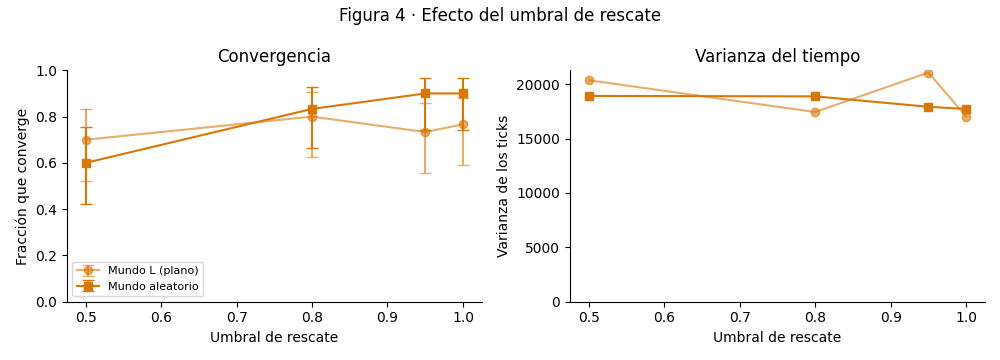 Figura 4 · Efecto del umbral de rescate
Convergencia
Fracción que converge
1.0
0.8
0.6
0.4
0.2
0.0
Mundo L (plano)
Mundo aleatorio
0.5 0.6 0.7 0.8 0.9 1.0
Umbral de rescate
Varianza del tiempo
Varianza de los ticks
20000
15000
10000
5000
0
0.5 0.6 0.7 0.8 0.9 1.0
Umbral de rescate